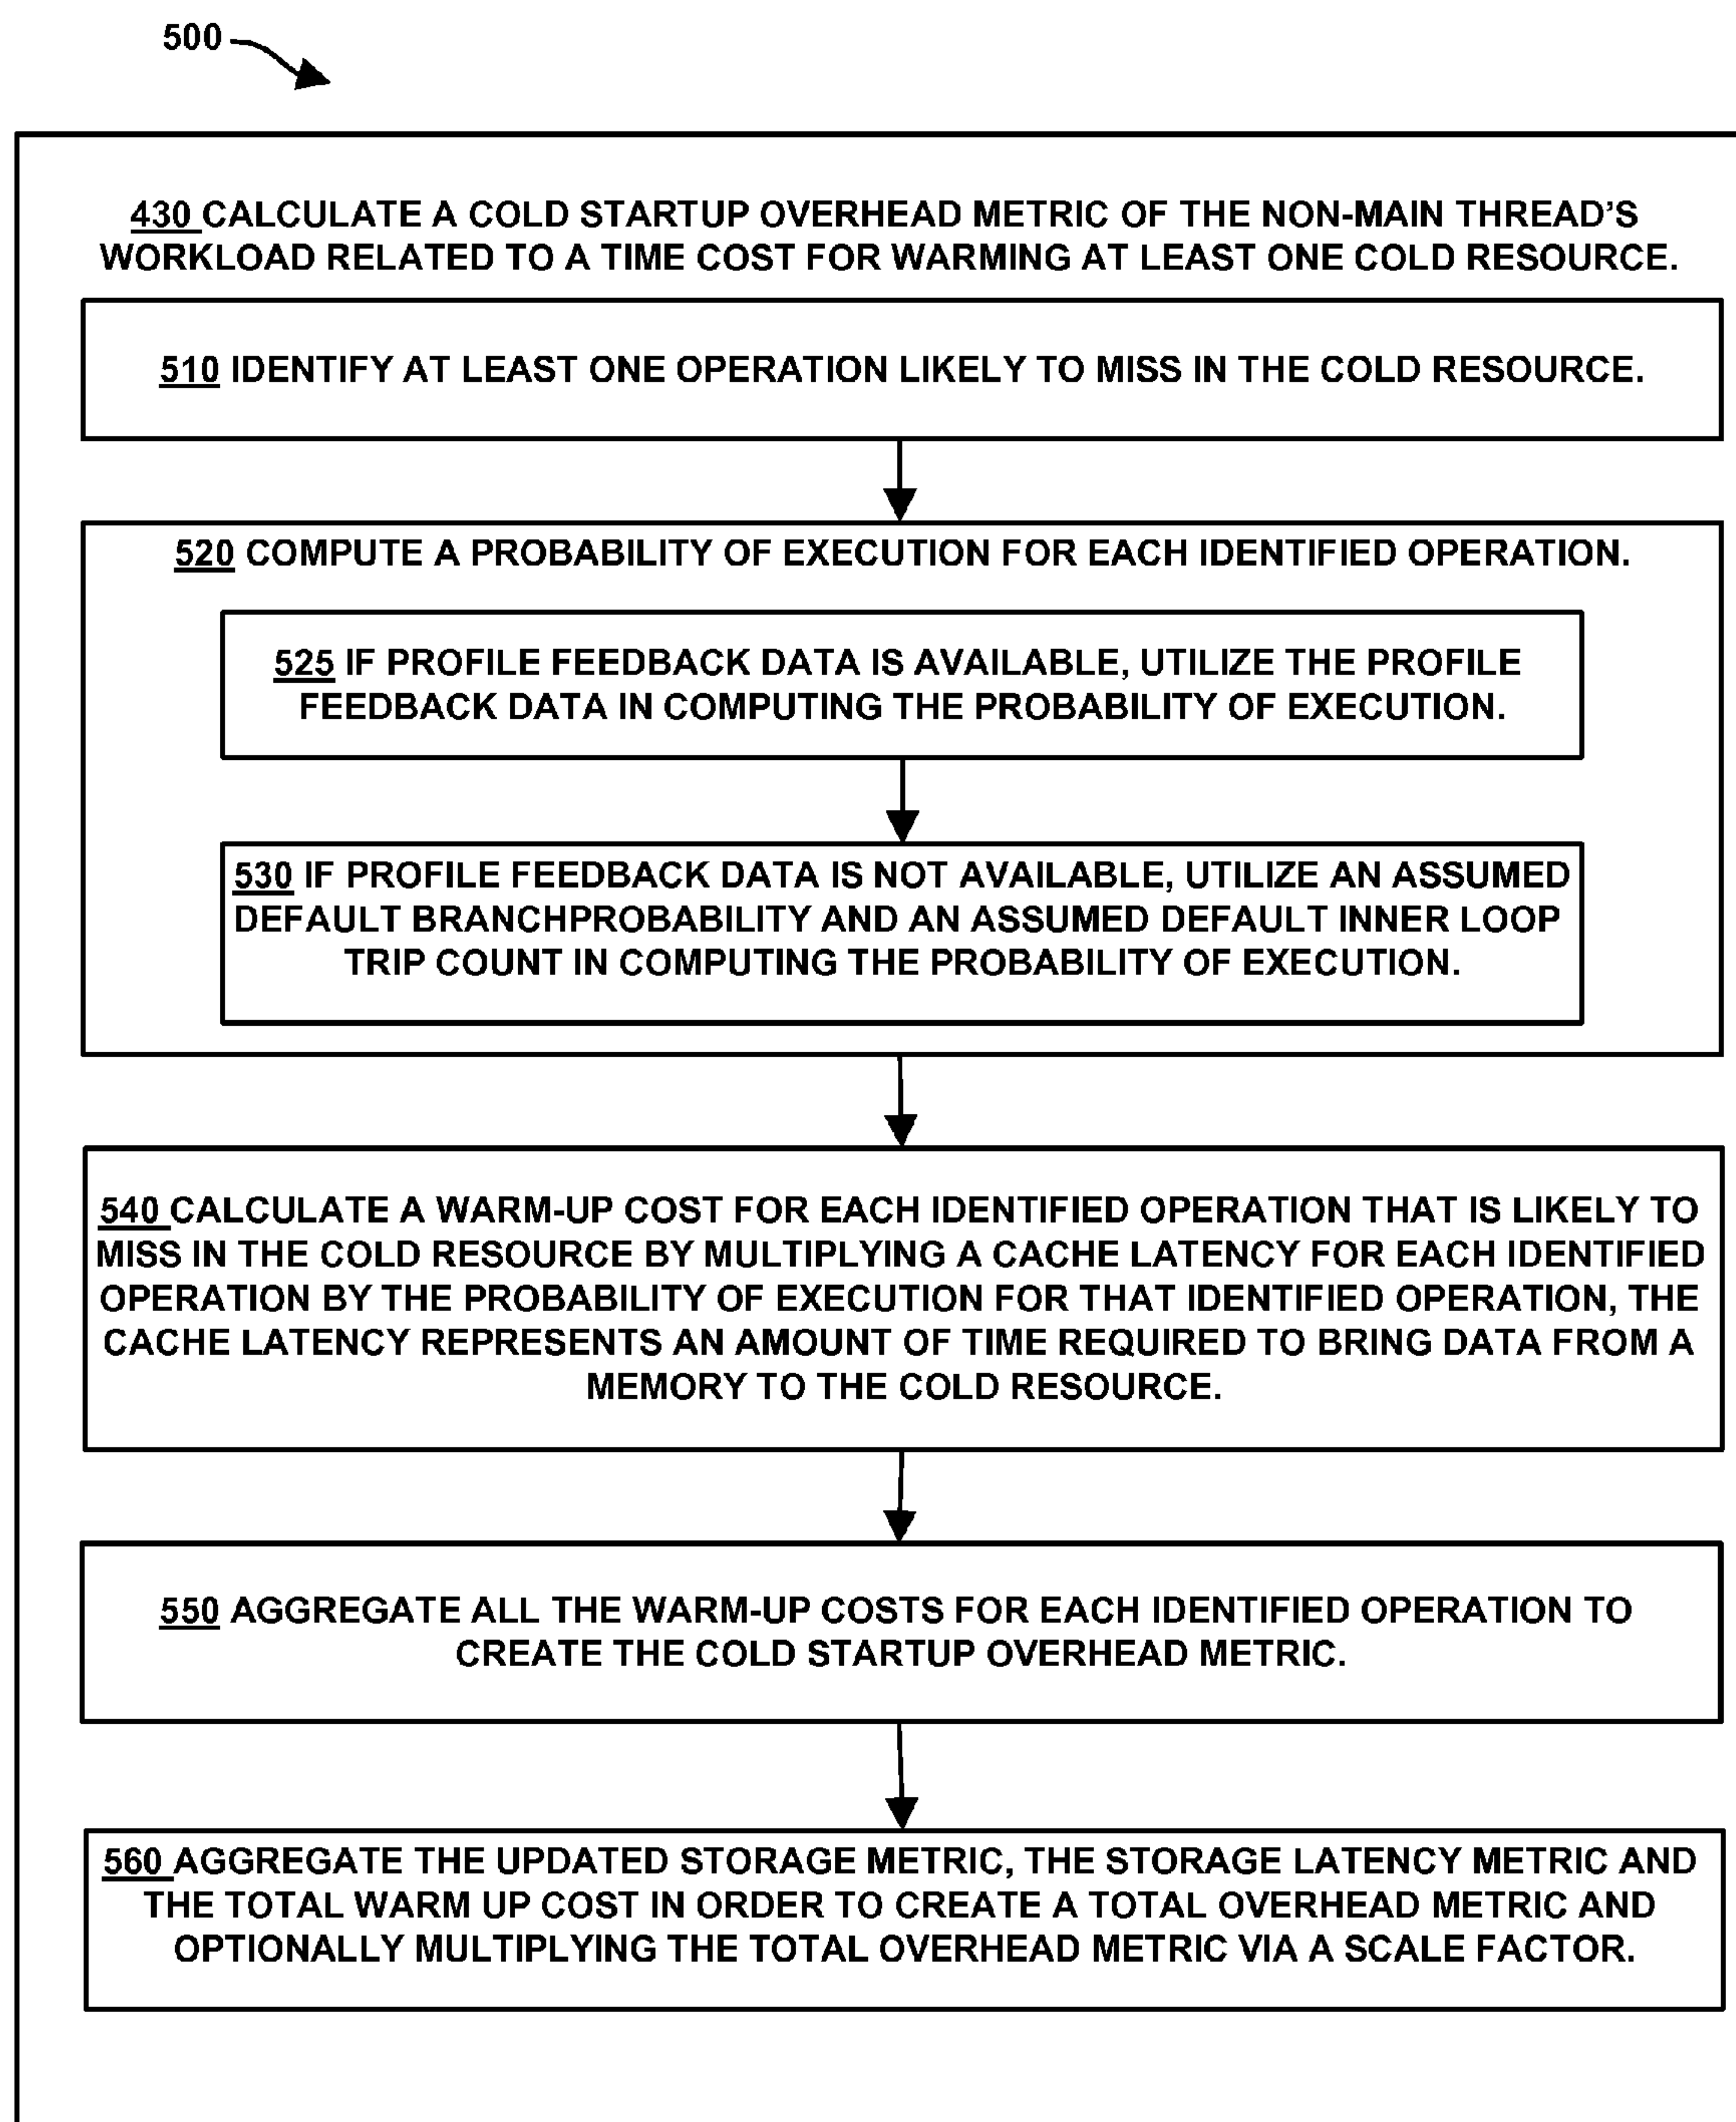 500
430 CALCULATE A COLD STARTUP OVERHEAD METRIC OF THE NON-MAIN THREAD'S
WORKLOAD RELATED TO A TIME COST FOR WARMING AT LEAST ONE COLD RESOURCE.
510 IDENTIFY AT LEAST ONE OPERATION LIKELY TO MISS IN THE COLD RESOURCE.
520 COMPUTE A PROBABILITY OF EXECUTION FOR EACH IDENTIFIED OPERATION.
525 IF PROFILE FEEDBACK DATA IS AVAILABLE, UTILIZE THE PROFILE
FEEDBACK DATA IN COMPUTING THE PROBABILITY OF EXECUTION.
530 IF PROFILE FEEDBACK DATA IS NOT AVAILABLE, UTILIZE AN ASSUMED
DEFAULT BRANCHPROBABILITY AND AN ASSUMED DEFAULT INNER LOOP
TRIP COUNT IN COMPUTING THE PROBABILITY OF EXECUTION.
540 CALCULATE A WARM-UP COST FOR EACH IDENTIFIED OPERATION THAT IS LIKELY TO
MISS IN THE COLD RESOURCE BY MULTIPLYING A CACHE LATENCY FOR EACH IDENTIFIED
OPERATION BY THE PROBABILITY OF EXECUTION FOR THAT IDENTIFIED OPERATION, THE
CACHE LATENCY REPRESENTS AN AMOUNT OF TIME REQUIRED TO BRING DATA FROM A
MEMORY TO THE COLD RESOURCE.
550 AGGREGATE ALL THE WARM-UP COSTS FOR EACH IDENTIFIED OPERATION TO
CREATE THE COLD STARTUP OVERHEAD METRIC.
560 AGGREGATE THE UPDATED STORAGE METRIC, THE STORAGE LATENCY METRIC AND
THE TOTAL WARM UP COST IN ORDER TO CREATE A TOTAL OVERHEAD METRIC AND
OPTIONALLY MULTIPLYING THE TOTAL OVERHEAD METRIC VIA A SCALE FACTOR.